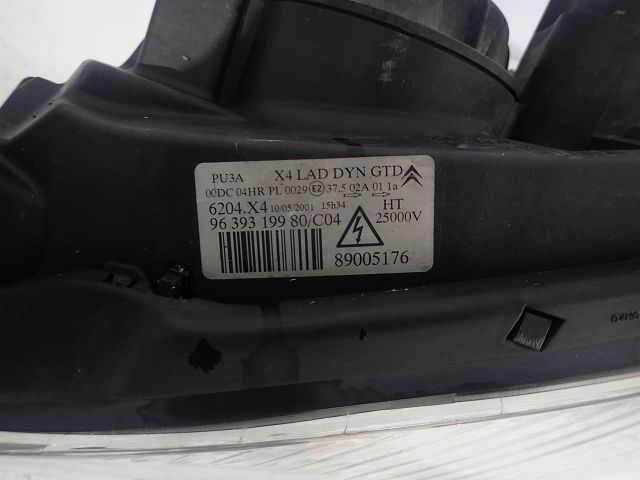 PU3A X4 LAD DYN GTD
00DC 04HR PL 0029 E2 37.5 02A 01 1a
6204.X4 10/05/2001 15h34 HT
96 393 199 80/C04 25000V
89005176